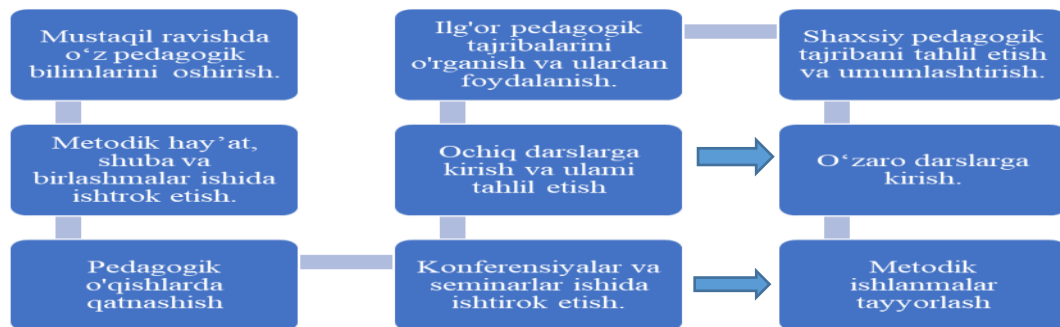 Mustaqil ravishda
o‘z pedagogik
bilimlarini oshirish.
Metodik hay’at,
shuba va
birlashmalar ishida
ishtrok etish.
Pedagogik
o'qishlarda
qatnashish
Konferensiyalar va
seminarlar ishida
ishtirok etish.
Ochiq darslarga
kirish va ulami
tahlil etish
Ilg'or pedagogik
tajribalarini
o'rganish va ulardan
foydalanish.
Shaxsiy pedagogik
tajribani tahlil etish
va umumlashtirish.
O‘zaro darslarga
kirish.
Metodik
ishlanmalar
tayyorlash